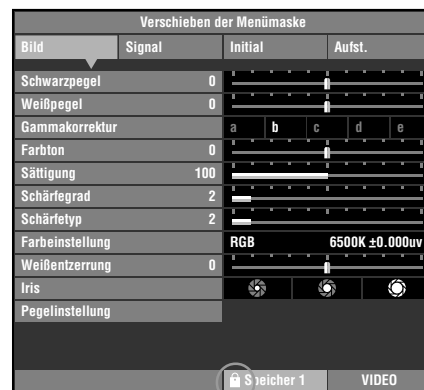 Verschieben der Menümaske
Bild Signal Initial Aufst.
Schwarzpegel 0
Weißpegel 0
Gammakorrektur a b c d e
Farbton 0
Sättigung 100
Schärfegrad 2
Schärfetyp 2
Farbeinstellung RGB 6500K ±0.000uv
Weißentzerrung 0
Iris
Pegelinstellung
Speicher 1 VIDEO